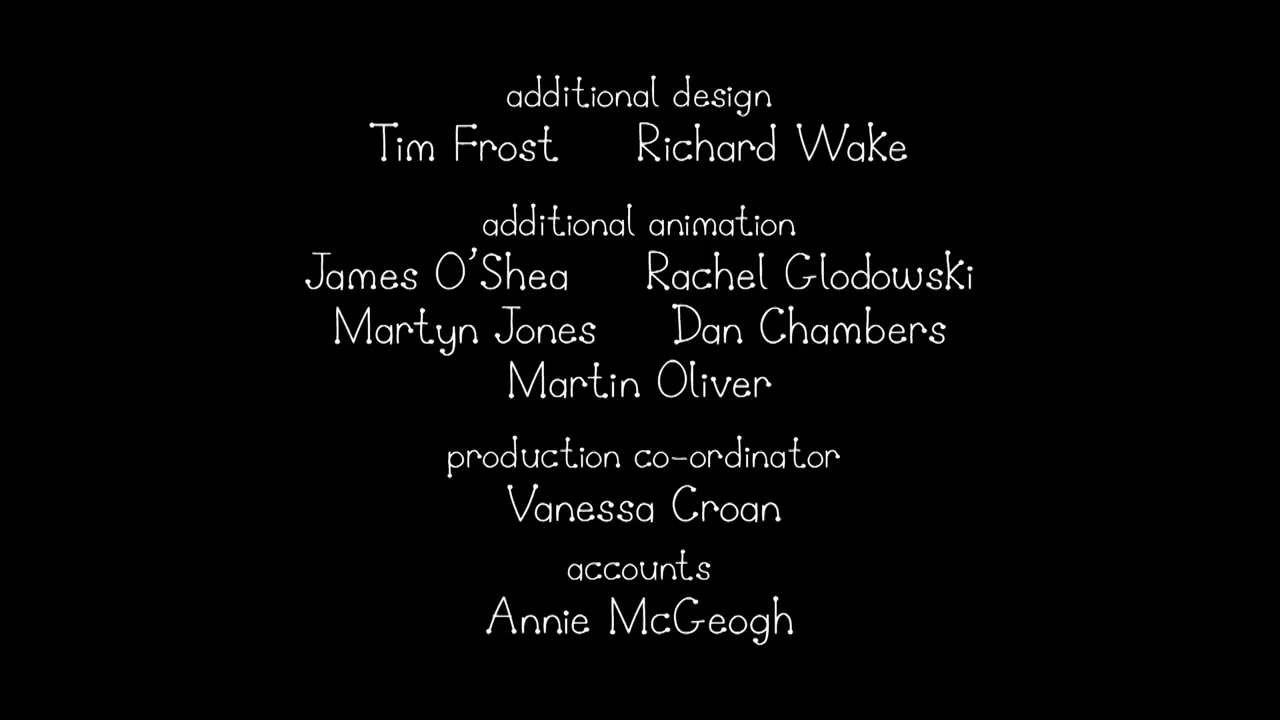 additional design
Tim Frost Richard Wake
additional animation
James O'Shea Rachel Glodowski
Martyn Jones Dan Chambers
Martin Oliver
production co-ordinator
Vanessa Croan
accounts
Annie McGeogh